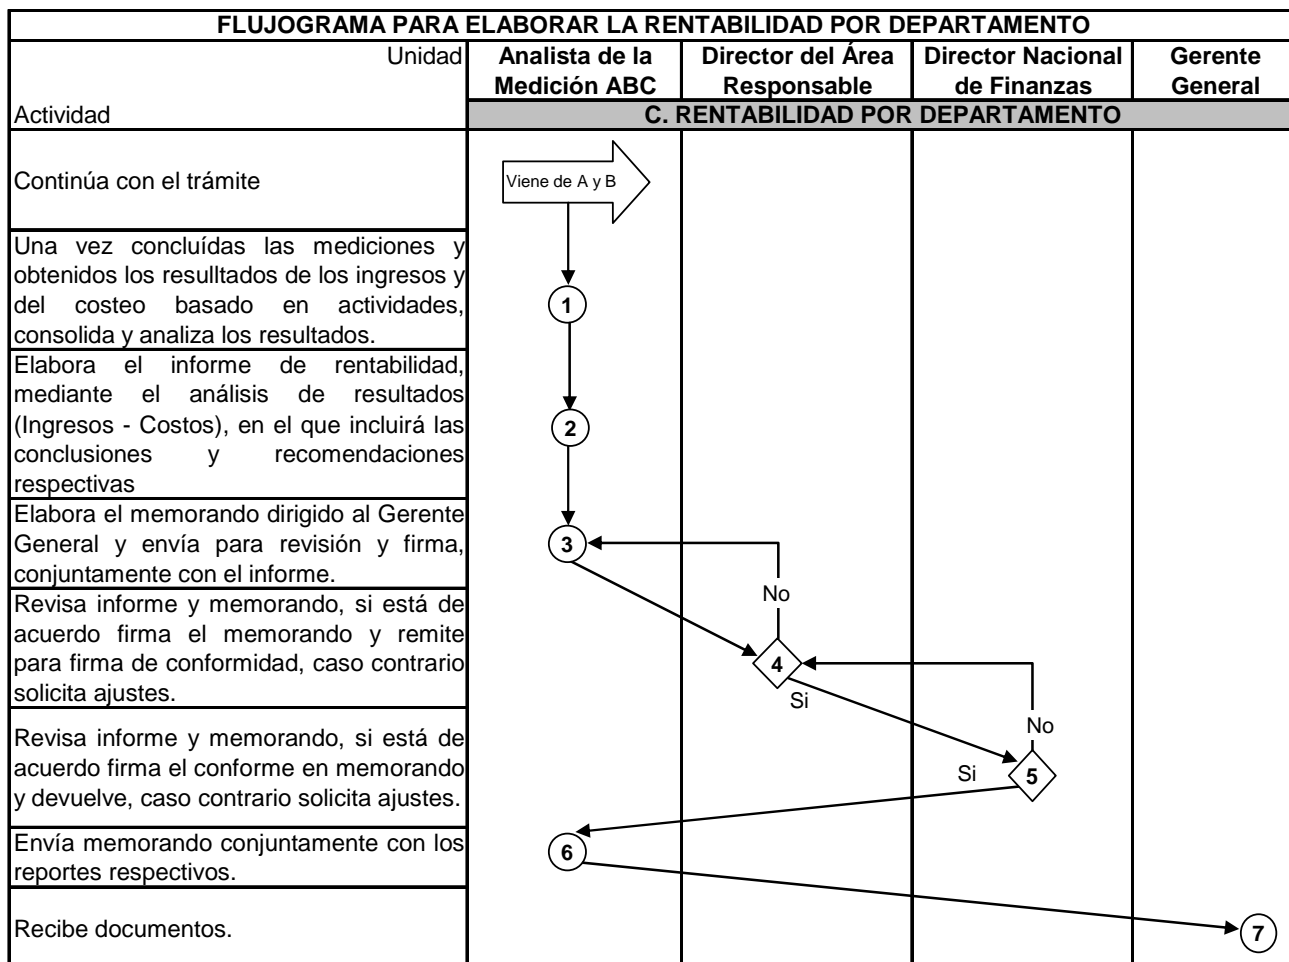 FLUJOGRAMA PARA ELABORAR LA RENTABILIDAD POR DEPARTAMENTO
Unidad
Analista de la
Medición ABC
Director del Área
Responsable
Director Nacional
de Finanzas
Gerente
General
Actividad
C. RENTABILIDAD POR DEPARTAMENTO
Continúa con el trámite
Viene de A y B
Una vez concluídas las mediciones y
obtenidos los resulltados de los ingresos y
del costeo basado en actividades,
consolida y analiza los resultados.
1
Elabora el informe de rentabilidad,
mediante el análisis de resultados
(Ingresos - Costos), en el que incluirá las
conclusiones y recomendaciones
respectivas
2
Elabora el memorando dirigido al Gerente
General y envía para revisión y firma,
conjuntamente con el informe.
3
No
Revisa informe y memorando, si está de
acuerdo firma el memorando y remite
para firma de conformidad, caso contrario
solicita ajustes.
4
Si
No
Revisa informe y memorando, si está de
acuerdo firma el conforme en memorando
y devuelve, caso contrario solicita ajustes.
Si
5
Envía memorando conjuntamente con los
reportes respectivos.
6
Recibe documentos.
7